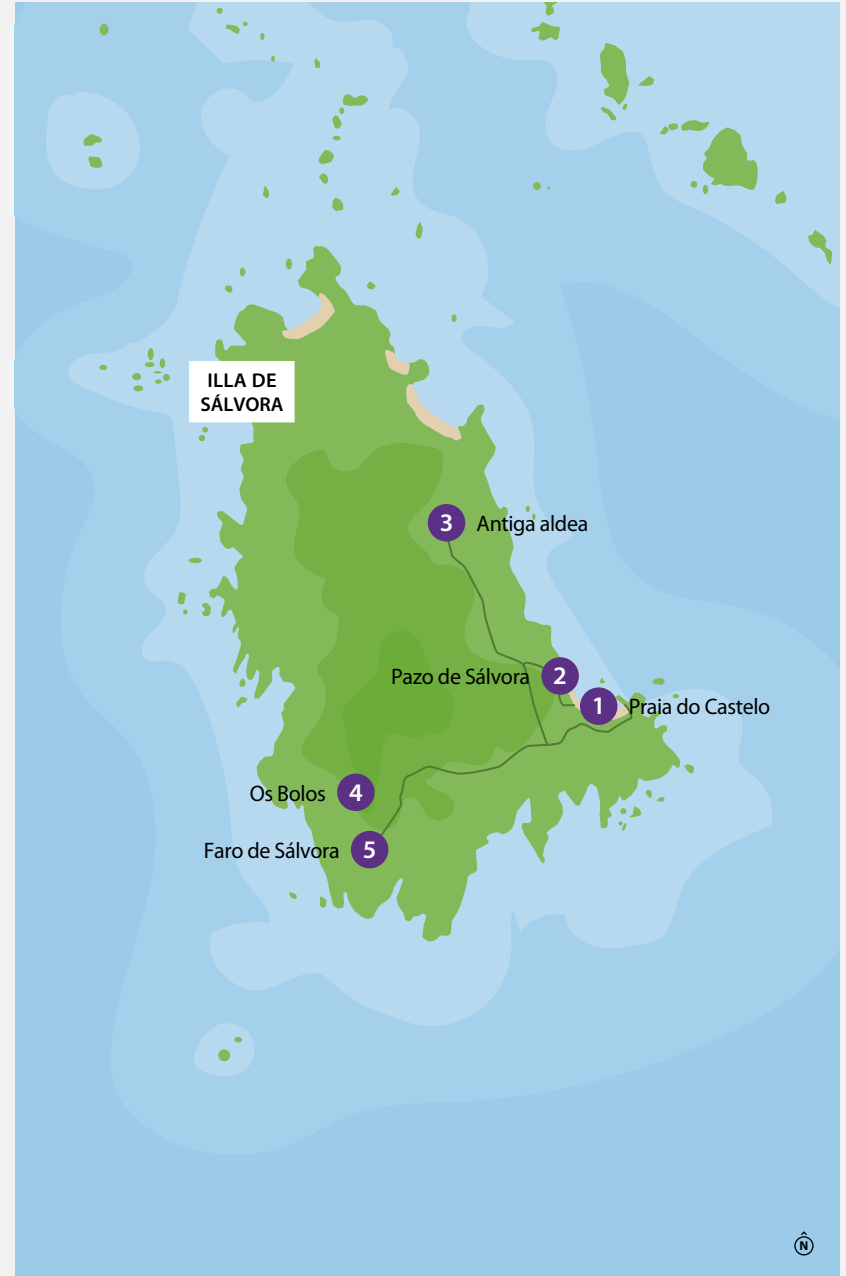 ILLA DE
SÁLVORA
3 Antiga aldea
Pazo de Sálvora 2
1 Praia do Castelo
Os Bolos 4
Faro de Sálvora 5
N